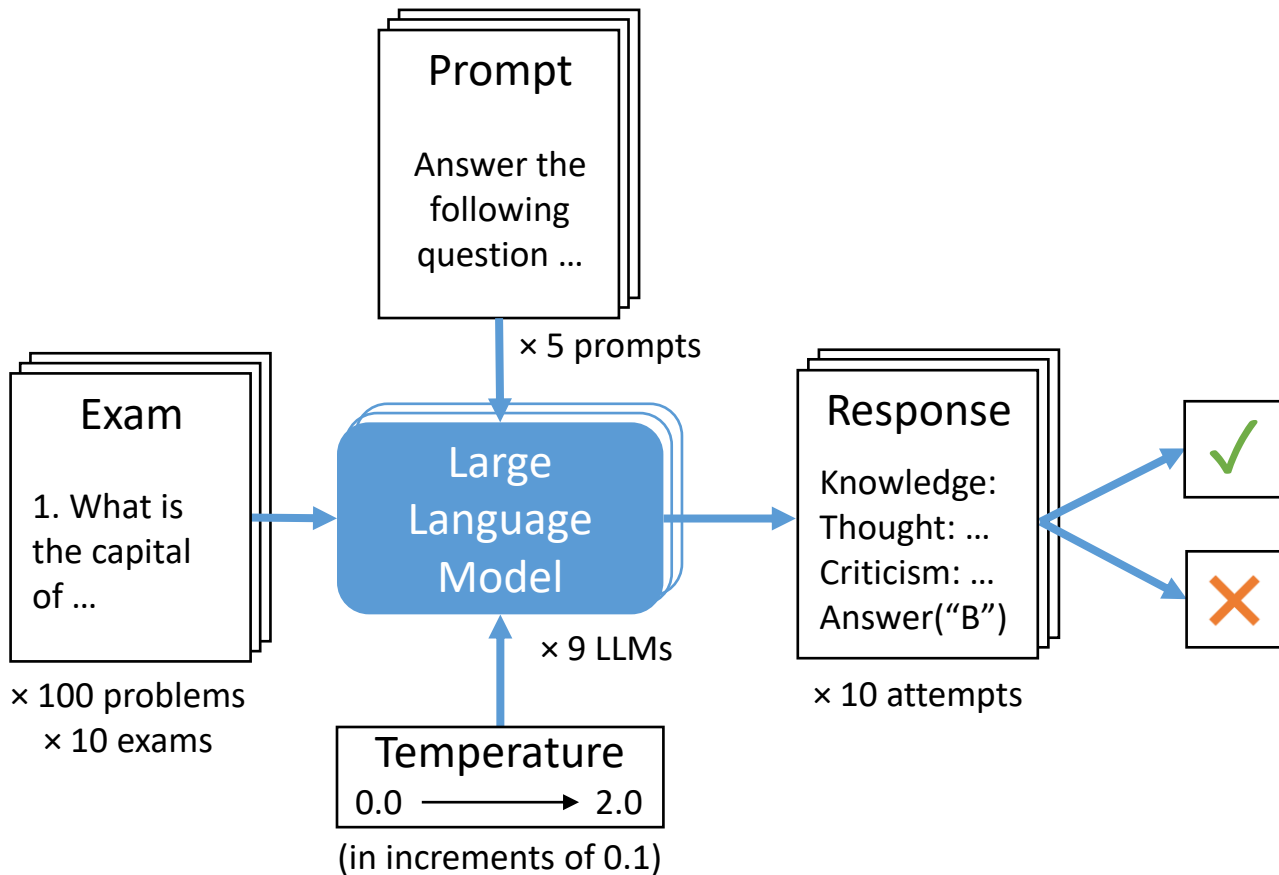 Prompt
Answer the
following
question ...
× 5 prompts
Exam
1. What is
the capital
of ...
× 100 problems
× 10 exams
Large
Language
Model
× 9 LLMs
Temperature
0.0
2.0
(in increments of 0.1)
Response
Knowledge:
Thought: ...
Criticism: ...
Answer(“B”)
× 10 attempts